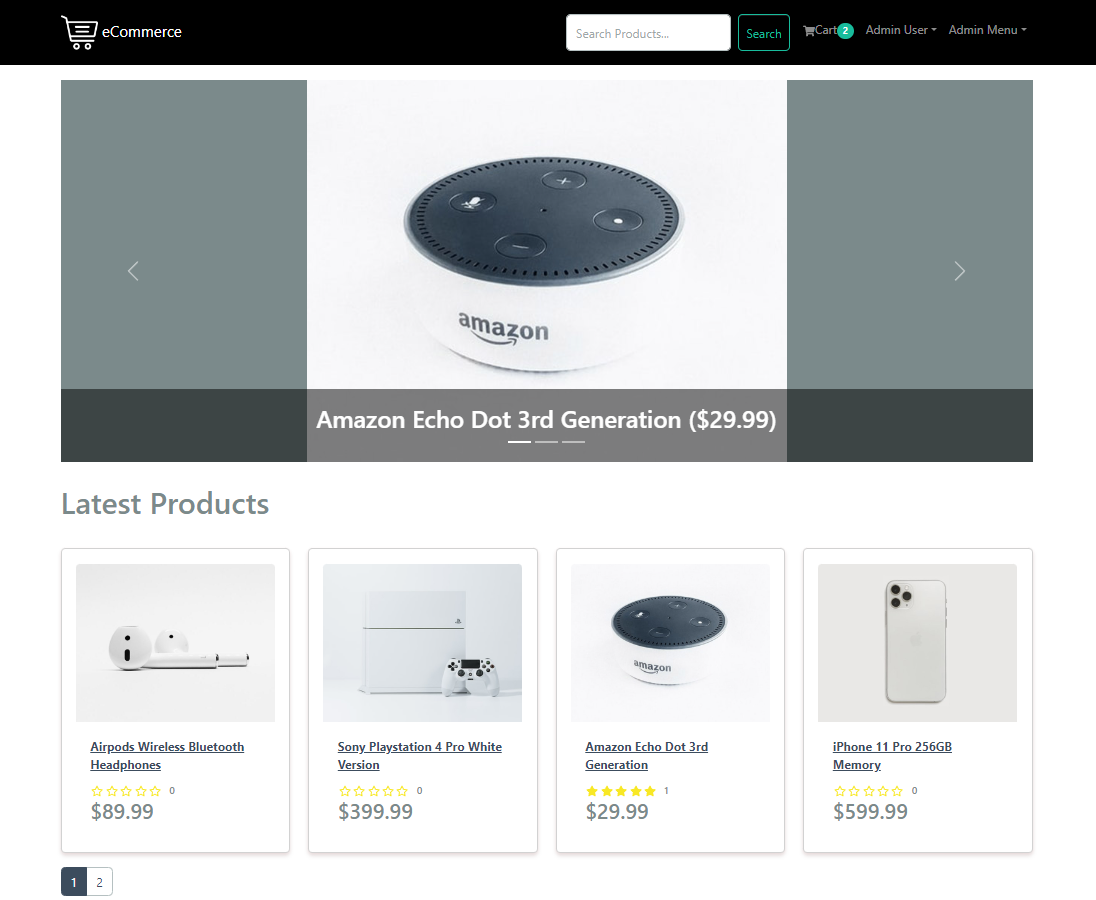 eCommerce
Search Products...
Search
Cart 2
Admin User
Admin Menu
amazon
Amazon Echo Dot 3rd Generation ($29.99)
Latest Products
amazon
Airpods Wireless Bluetooth
Headphones
0
$89.99
Sony Playstation 4 Pro White
Version
0
$399.99
Amazon Echo Dot 3rd
Generation
1
$29.99
iPhone 11 Pro 256GB
Memory
0
$599.99
1
2